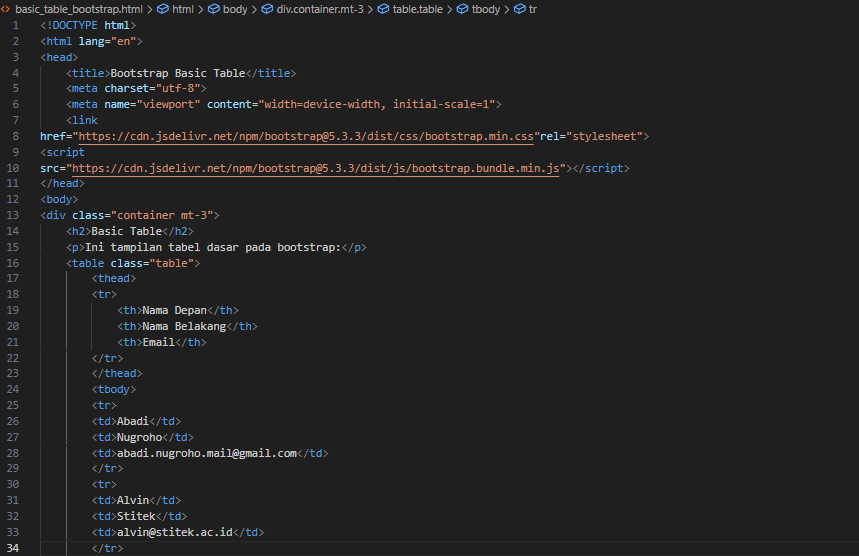 basic_table_bootstrap.html > html > body > div.container.mt-3 > table.table > tbody > tr
1 <!DOCTYPE html>
2 <html lang="en">
3 <head>
4 <title>Bootstrap Basic Table</title>
5 <meta charset="utf-8">
6 <meta name="viewport" content="width=device-width, initial-scale=1">
7 <link
8 href="https://cdn.jsdelivr.net/npm/bootstrap@5.3.3/dist/css/bootstrap.min.css"rel="stylesheet">
9 <script
10 src="https://cdn.jsdelivr.net/npm/bootstrap@5.3.3/dist/js/bootstrap.bundle.min.js"></script>
11 </head>
12 <body>
13 <div class="container mt-3">
14 <h2>Basic Table</h2>
15 <p>Ini tampilan tabel dasar pada bootstrap:</p>
16 <table class="table">
17 <thead>
18 <tr>
19 <th>Nama Depan</th>
20 <th>Nama Belakang</th>
21 <th>Email</th>
22 </tr>
23 </thead>
24 <tbody>
25 <tr>
26 <td>Abadi</td>
27 <td>Nugroho</td>
28 <td>abadi.nugroho.mail@gmail.com</td>
29 </tr>
30 <tr>
31 <td>Alvin</td>
32 <td>Stitek</td>
33 <td>alvin@stitek.ac.id</td>
34 </tr>